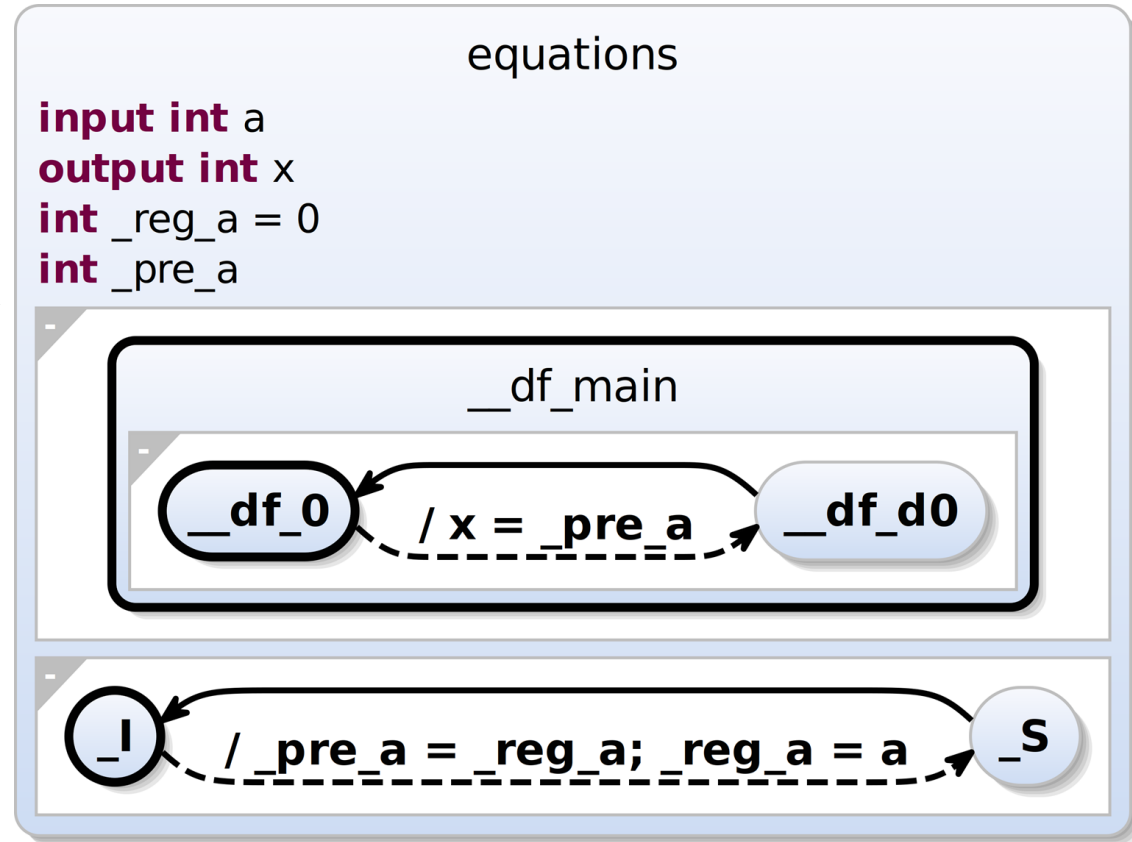 equations
input int a
output int x
int _reg_a = 0
int _pre_a
-
__df_main
-
__df_0
/ x = _pre_a
__df_d0
-
_I
/ _pre_a = _reg_a; _reg_a = a
_S